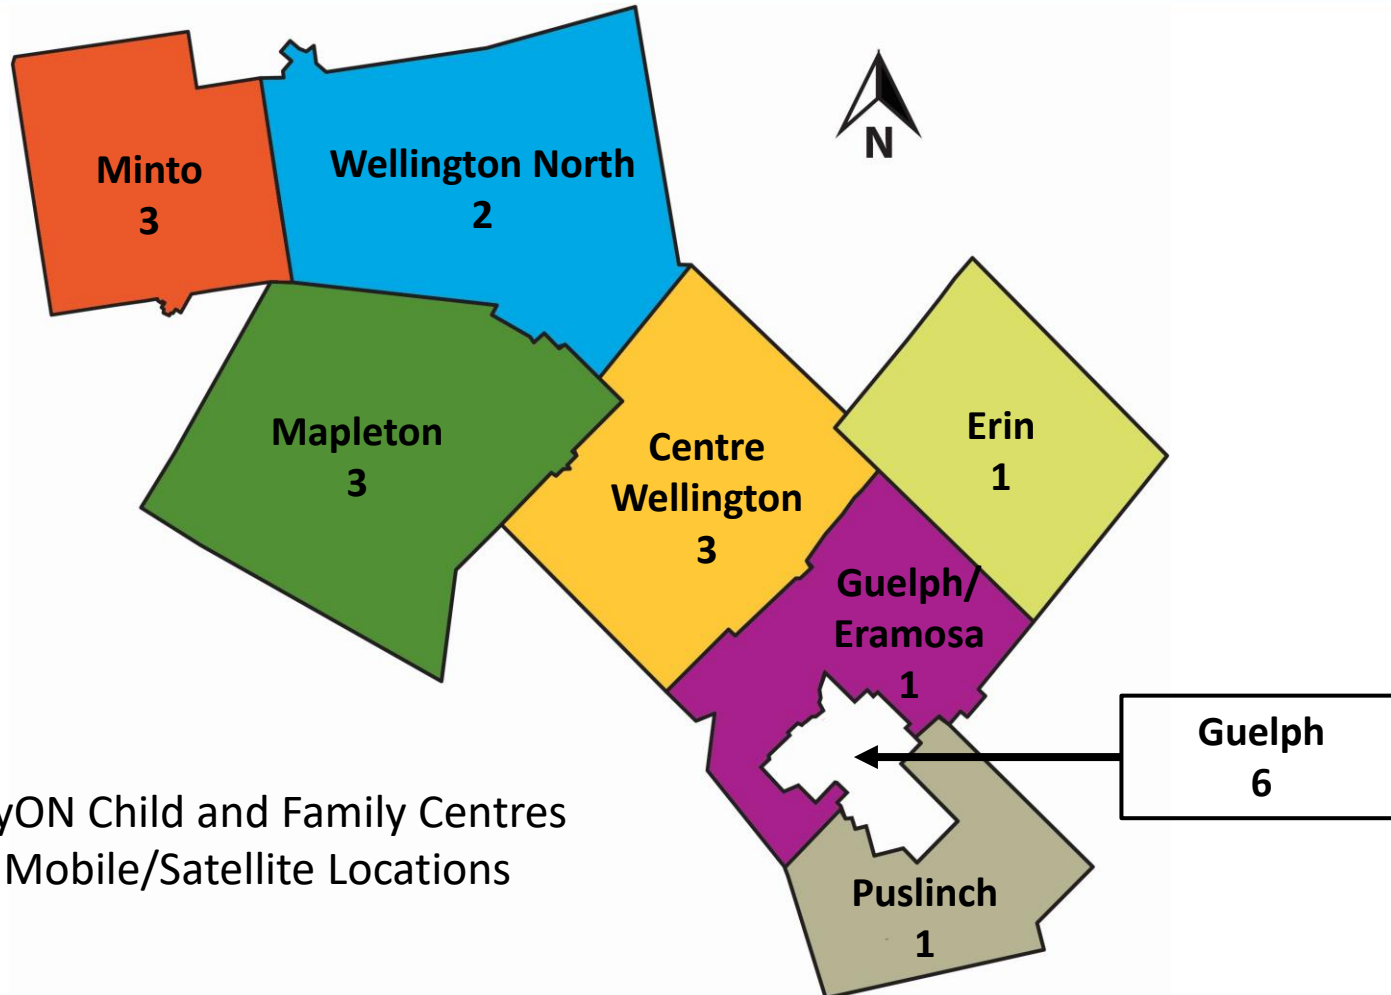 Minto
3
Wellington North
2
N
Mapleton
3
Centre
Wellington
3
Erin
1
Guelph/
Eramosa
1
Guelph
6
yON Child and Family Centres
Mobile/Satellite Locations
Puslinch
1